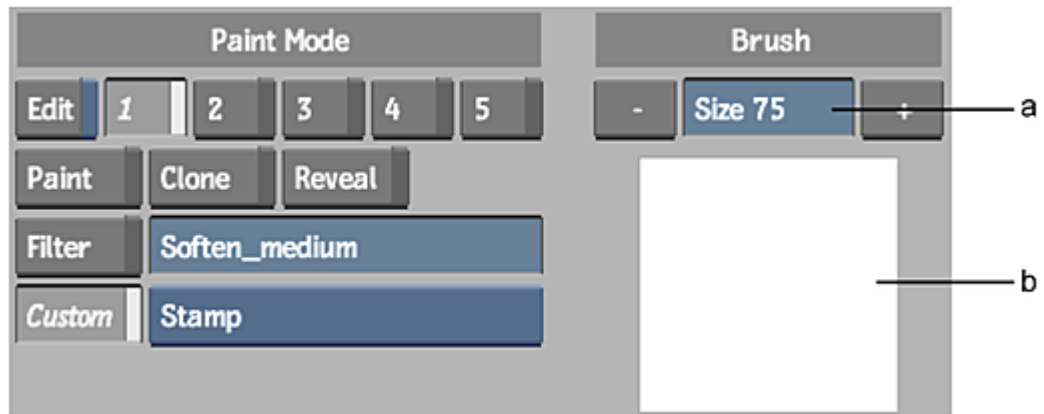 Paint Mode Brush
Edit 1 2 3 4 5 - Size 75 + a
Paint Clone Reveal
Filter Soften_medium
b
Custom Stamp